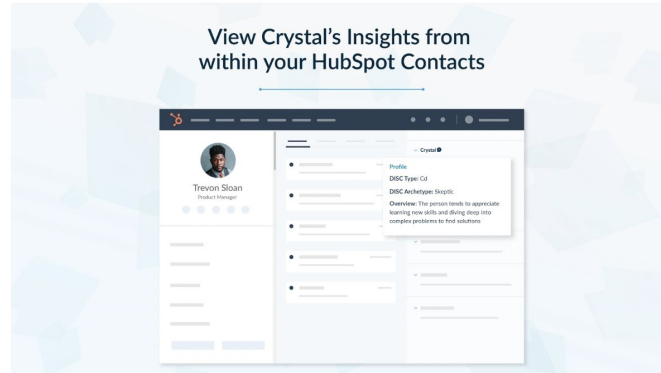 View Crystal's Insights from
within your HubSpot Contacts
Trevon Sloan
Product Manager
Crystal
Profile
DISC Type: Cd
DISC Archetype: Skeptic
Overview: The person tends to appreciate
learning new skills and diving deep into
complex problems to find solutions